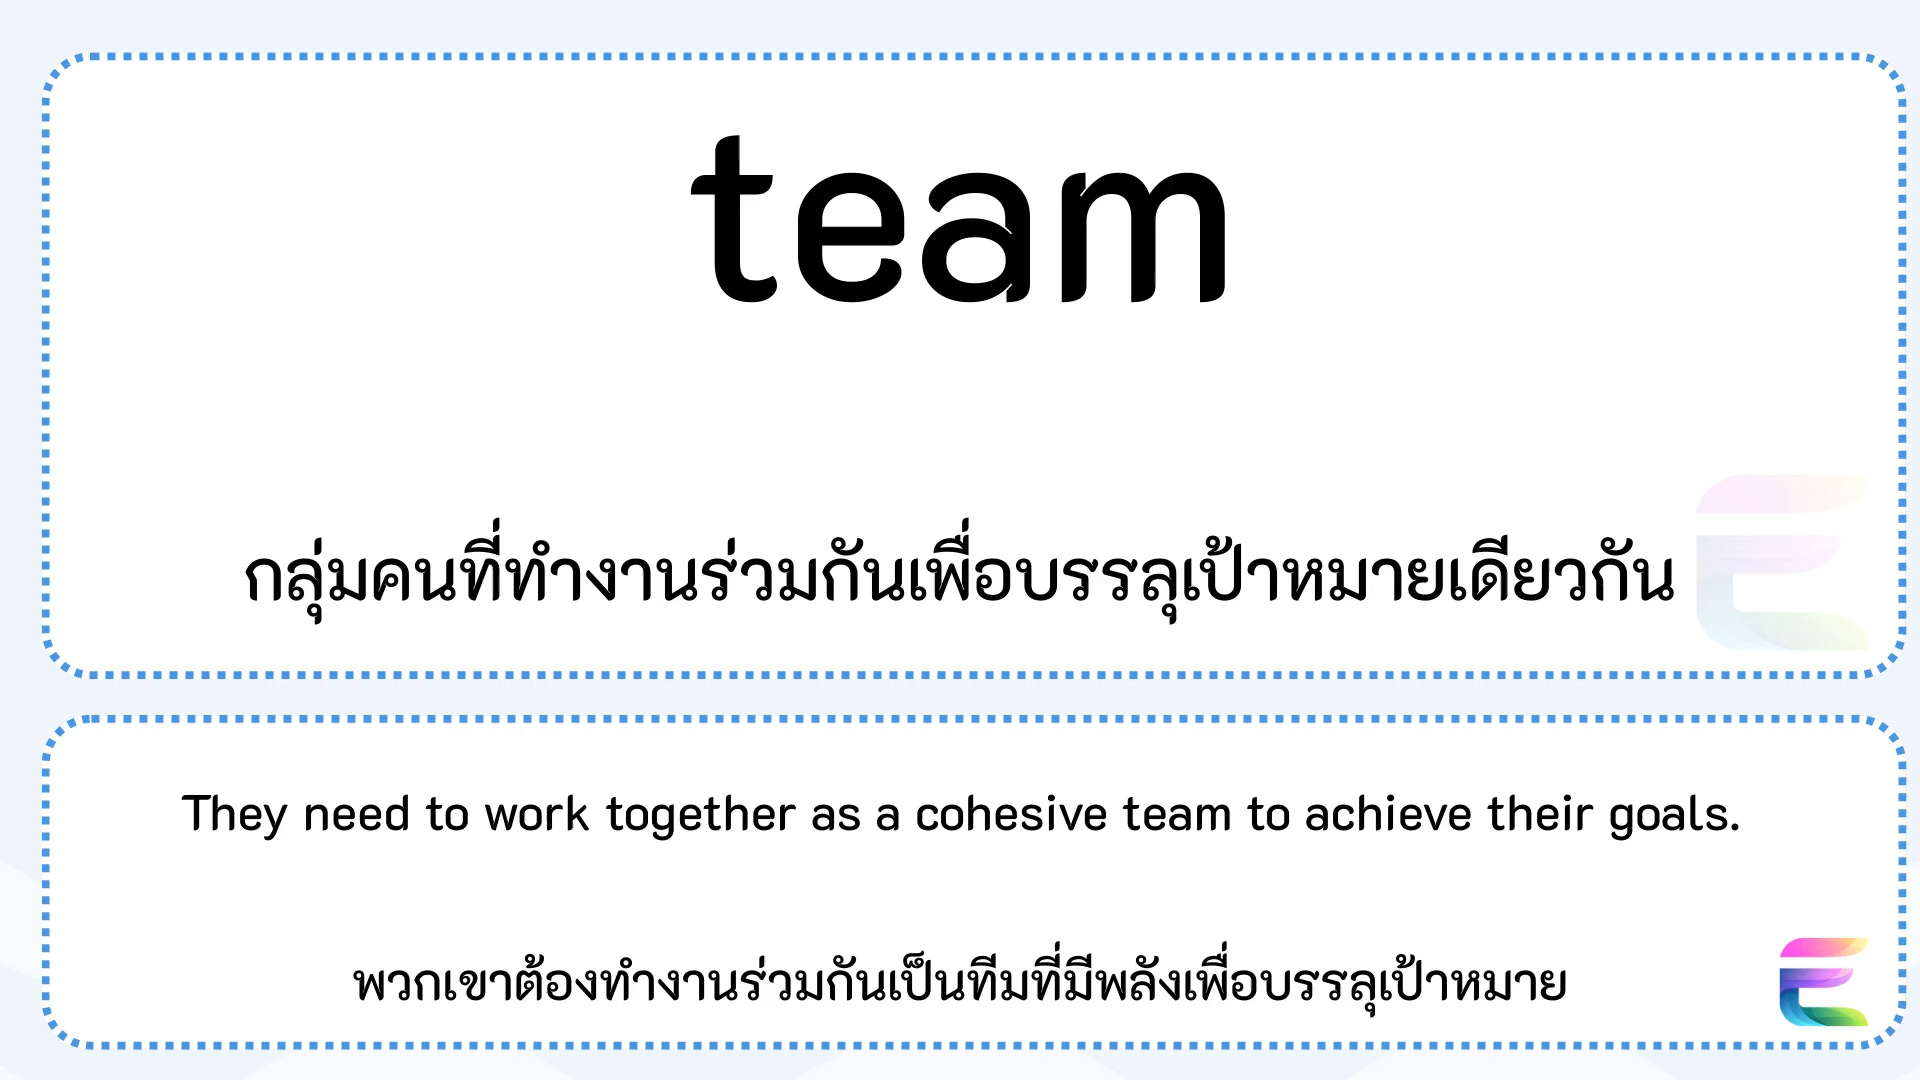 team
กลุ่มคนที่ทำงานร่วมกันเพื่อบรรลุเป้าหมายเดียวกัน
They need to work together as a cohesive team to achieve their goals.
พวกเขาต้องทำงานร่วมกันเป็นทีมที่มีพลังเพื่อบรรลุเป้าหมาย